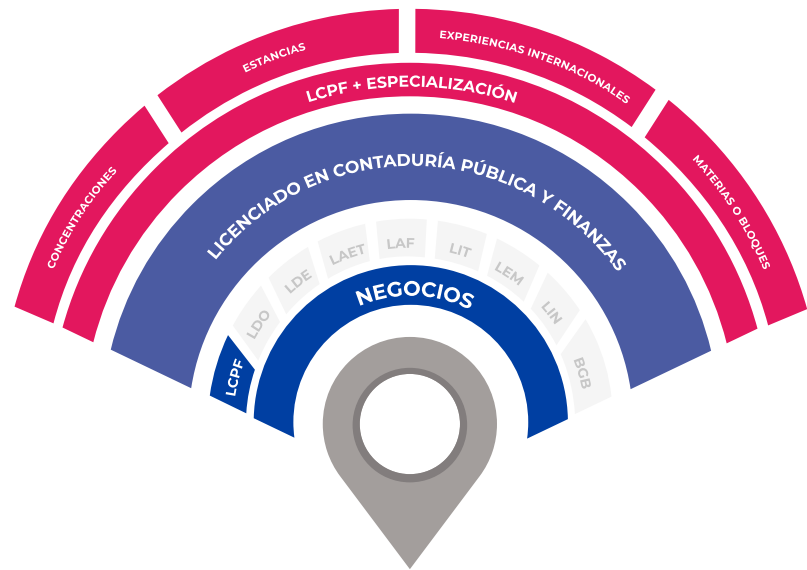 CONCENTRACIONES
ESTANCIAS
EXPERIENCIAS INTERNACIONALES
MATERIAS O BLOQUES
LCPF + ESPECIALIZACIÓN
LICENCIADO EN CONTADURÍA PÚBLICA Y FINANZAS
LCPF
LDO
LDE
LAET
LAF
LIT
LEM
LIN
BGB
NEGOCIOS